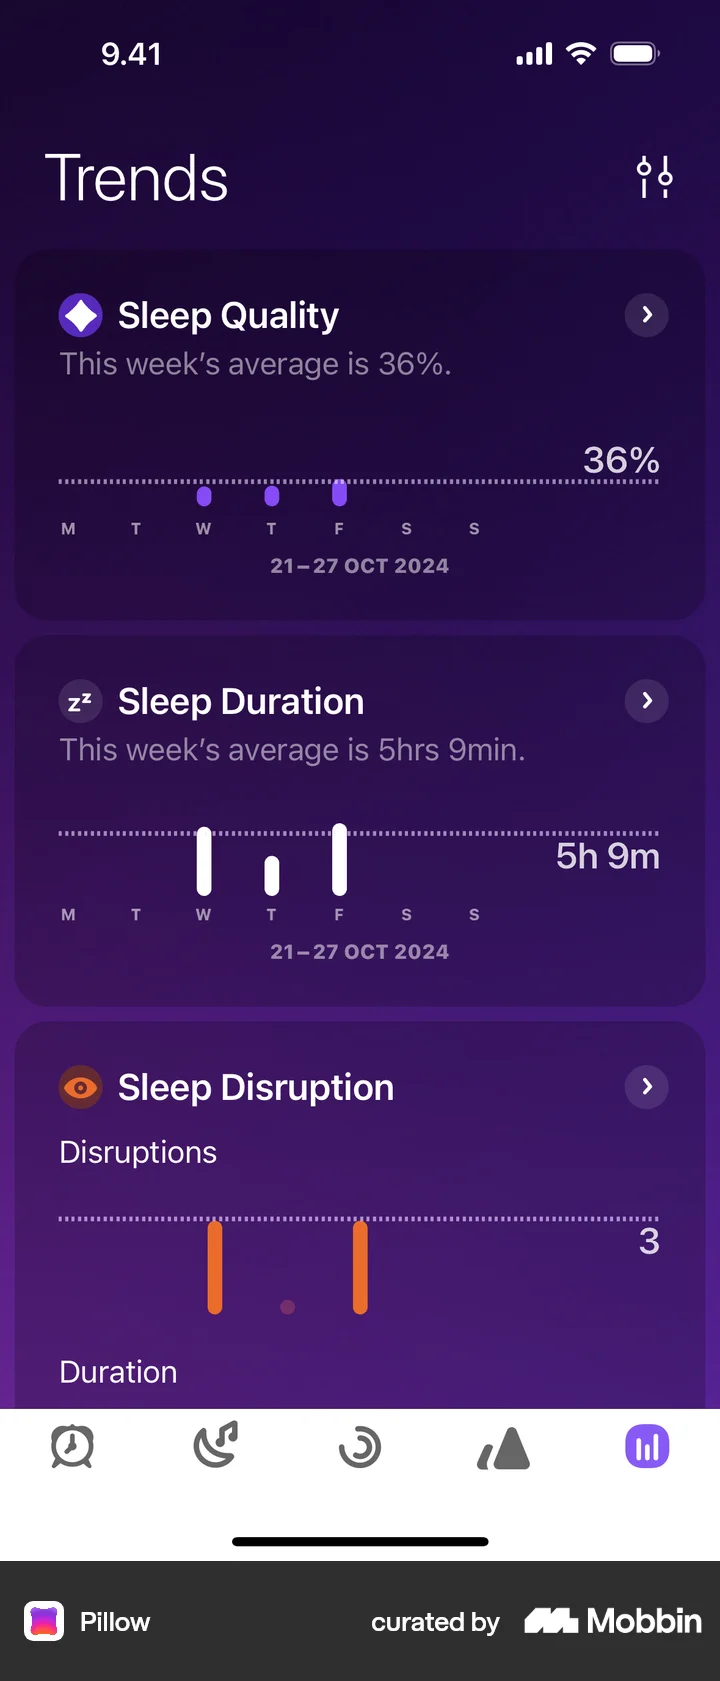 9.41
Trends
Sleep Quality
This week’s average is 36%.
36%
M T W T F S S
21–27 OCT 2024
zz Sleep Duration
This week’s average is 5hrs 9min.
5h 9m
M T W T F S S
21–27 OCT 2024
Sleep Disruption
Disruptions
3
Duration
Pillow curated by Mobbin